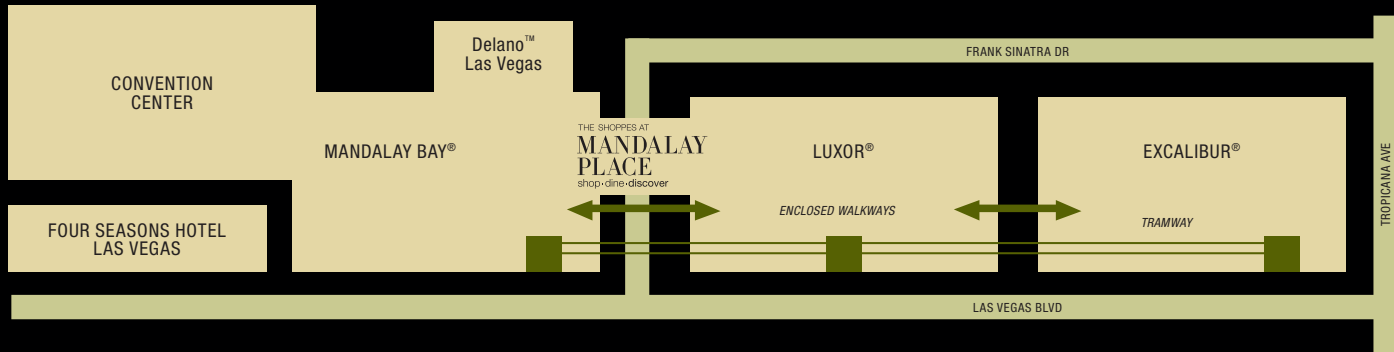 CONVENTION
CENTER
Delano™
Las Vegas
FRANK SINATRA DR
MANDALAY BAY®
THE SHOPPES AT
MANDALAY
PLACE
shop·dine·discover
LUXOR®
EXCALIBUR®
TROPICANA AVE
ENCLOSED WALKWAYS
TRAMWAY
FOUR SEASONS HOTEL
LAS VEGAS
LAS VEGAS BLVD